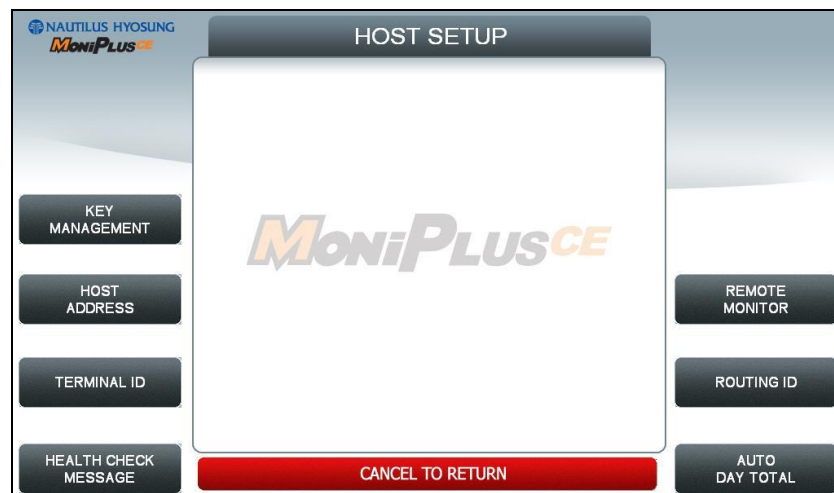 NAUTILUS HYOSUNG
MONiPLUSCE
HOST SETUP
KEY
MANAGEMENT
MONiPLUSCE
HOST
ADDRESS
REMOTE
MONITOR
TERMINAL ID
ROUTING ID
HEALTH CHECK
MESSAGE
CANCEL TO RETURN
AUTO
DAY TOTAL